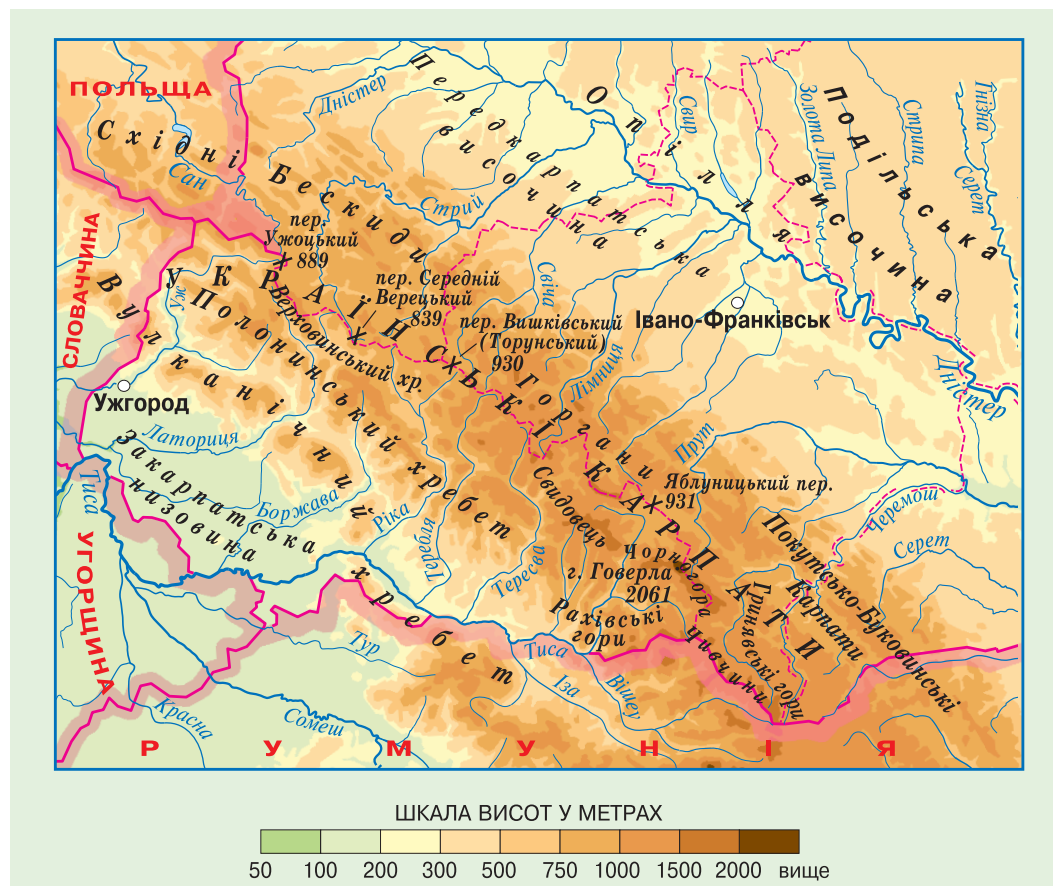 ПОЛЬЩА
СЛОВАЧЧИНА
УГОРЩИНА
РУМУНІЯ
УКРАЇНСЬКІ КАРПАТИ
Східні Бескиди
Передкарпатська
височина
Опілля
Подільська
височина
Дністер
Сан
Стрий
Свір
Золота Липа
Стрипа
Гнізна
Серет
пер.
Ужоцький
889
пер. Середній
Верецький
839
пер. Вишківський
(Торунський)
930
Свіча
Лімниця
Івано-Франківськ
Дністер
Уж
Верховинський хр.
Полонинський хребет
Вулканічний хребет
Ужгород
Латориця
Закарпатська
низовина
Боржава
Тиса
Ріка
Теребля
Тересва
Горгани
Свидовець
Прут
Яблуницький пер.
931
Чорногора
г. Говерла
2061
Рахівські
гори
Черемош
Серет
Покутсько-Буковинські
Карпати
Гринявські гори
Чивчини
Тиса
Тур
Іза
Вішеу
Красна
Сомеш
ШКАЛА ВИСОТ У МЕТРАХ
50 100 200 300 500 750 1000 1500 2000 вище